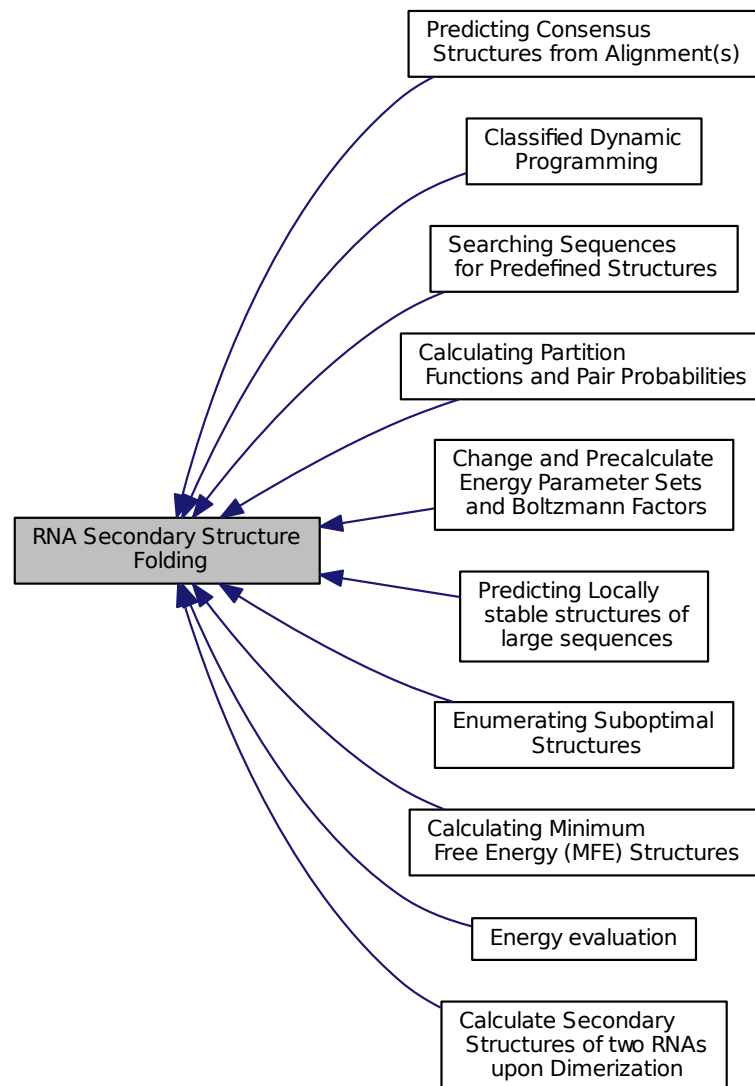 Predicting Consensus
Structures from Alignment(s)
Classified Dynamic
Programming
Searching Sequences
for Predefined Structures
Calculating Partition
Functions and Pair Probabilities
Change and Precalculate
Energy Parameter Sets
and Boltzmann Factors
RNA Secondary Structure
Folding
Predicting Locally
stable structures of
large sequences
Enumerating Suboptimal
Structures
Calculating Minimum
Free Energy (MFE) Structures
Energy evaluation
Calculate Secondary
Structures of two RNAs
upon Dimerization